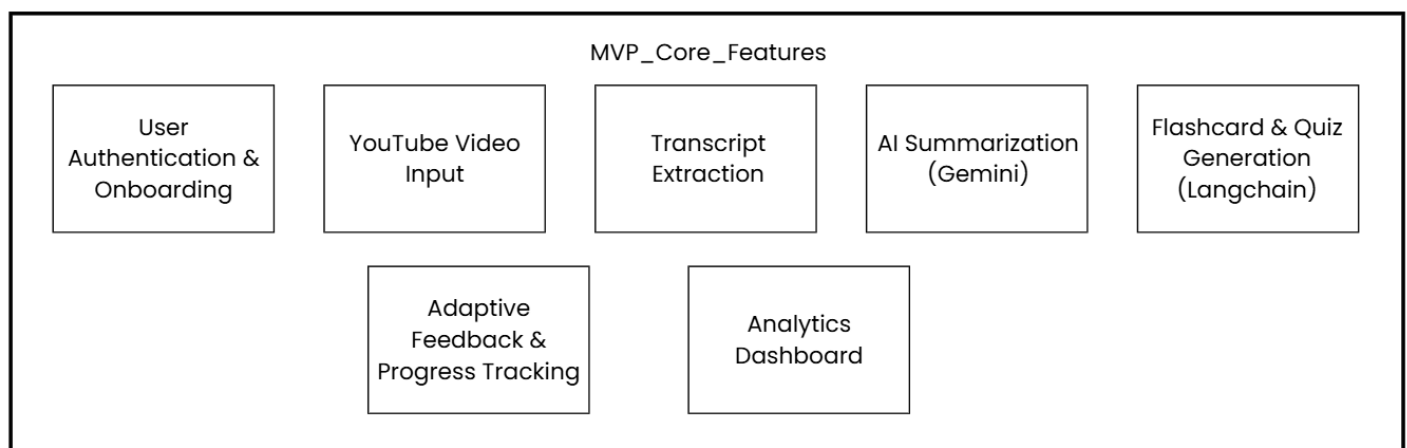 MVP_Core_Features
User
Authentication &
Onboarding
YouTube Video
Input
Transcript
Extraction
AI Summarization
(Gemini)
Flashcard & Quiz
Generation
(Langchain)
Adaptive
Feedback &
Progress Tracking
Analytics
Dashboard